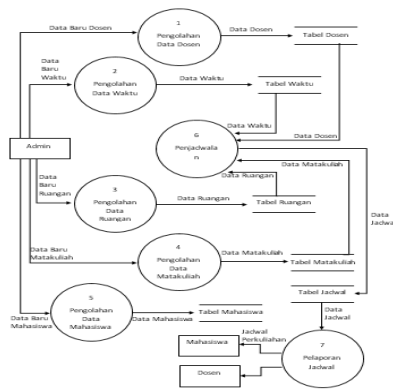 1
Pengolahan
Data Dosen
Data Baru Dosen
Data Dosen
Tabel Dosen
Data
Baru
Waktu
2
Pengolahan
Data Waktu
Data Waktu
Tabel Waktu
Data Waktu
Data Dosen
6
Penjadwala
n
Admin
Data Matakuliah
Data Ruangan
Data
Baru
Ruangan
3
Pengolahan
Data
Ruangan
Data Ruangan
Tabel Ruangan
Data
Jadwa
Data Baru
Matakuliah
4
Pengolahan
Data
Matakuliah
Data Matakuliah
Tabel Matakuliah
Tabel Jadwal
5
Pengolahan
Data
Mahasiswa
Data Baru
Mahasiswa
Data Mahasiswa
Tabel Mahasiswa
Data
Jadwal
Mahasiswa
Jadwal
Perkuliahan
7
Pelaporan
Jadwal
Dosen